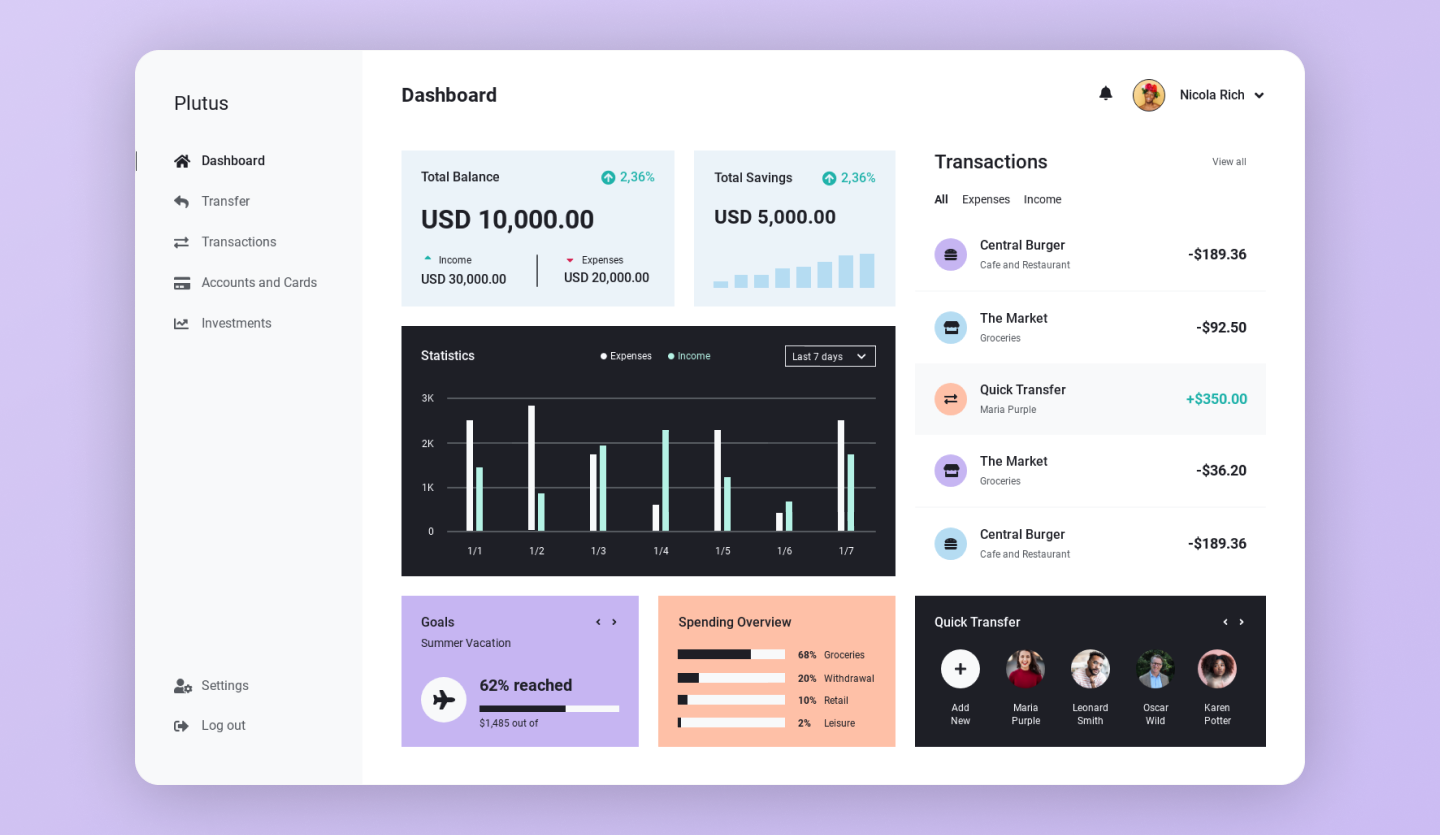 Plutus
Dashboard
Transfer
Transactions
Accounts and Cards
Investments
Settings
Log out
Dashboard
Nicola Rich
Total Balance
2,36%
USD 10,000.00
Income
USD 30,000.00
Expenses
USD 20,000.00
Total Savings
2,36%
USD 5,000.00
Statistics
Expenses
Income
Last 7 days
3K
2K
1K
0
1/1
1/2
1/3
1/4
1/5
1/6
1/7
Transactions
View all
All
Expenses
Income
Central Burger
Cafe and Restaurant
-$189.36
The Market
Groceries
-$92.50
Quick Transfer
Maria Purple
+$350.00
The Market
Groceries
-$36.20
Central Burger
Cafe and Restaurant
-$189.36
Goals
Summer Vacation
62% reached
$1,485 out of
Spending Overview
68% Groceries
20% Withdrawal
10% Retail
2% Leisure
Quick Transfer
Add
New
Maria
Purple
Leonard
Smith
Oscar
Wild
Karen
Potter